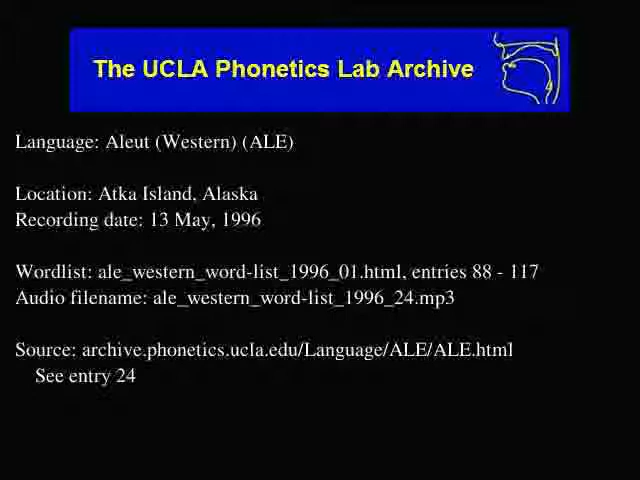 The UCLA Phonetics Lab Archive
Language: Aleut (Western) (ALE)
Location: Atka Island, Alaska
Recording date: 13 May, 1996
Wordlist: ale_western_word-list_1996_01.html, entries 88 - 117
Audio filename: ale_western_word-list_1996_24.mp3
Source: archive.phonetics.ucla.edu/Language/ALE/ALE.html
See entry 24